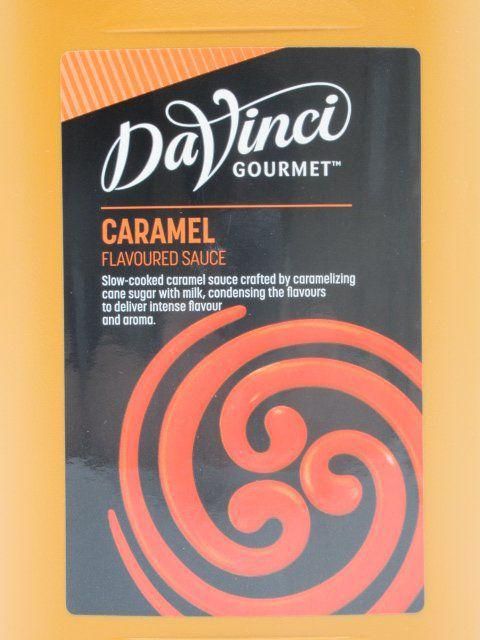 DaVinci
GOURMET™
CARAMEL
FLAVOURED SAUCE
Slow-cooked caramel sauce crafted by caramelizing
cane sugar with milk, condensing the flavours
to deliver intense flavour
and aroma.